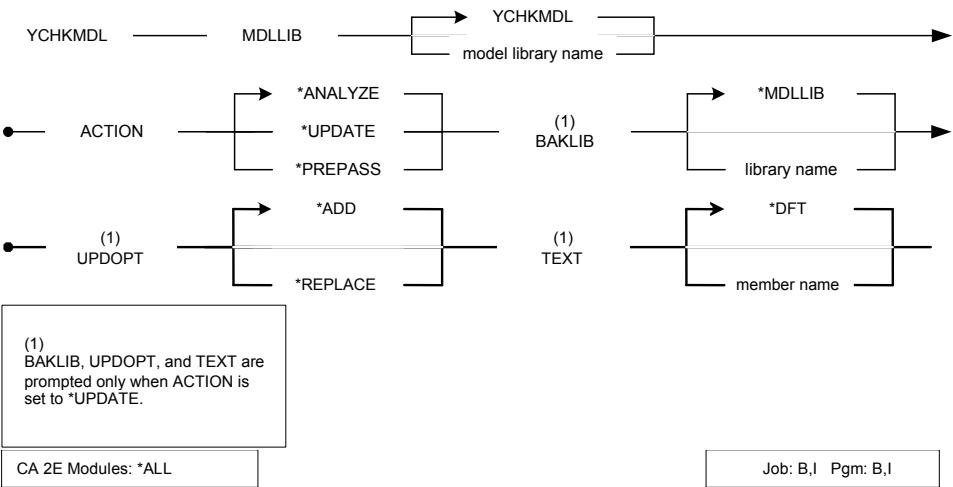 YCHKMDL MDLLIB YCHKMDL
model library name
*ANALYZE *MDLLIB
ACTION *UPDATE (1)
BAKLIB
*PREPASS library name
*ADD *DFT
(1) (1)
UPDOPT TEXT
*REPLACE member name
(1)
BAKLIB, UPDOPT, and TEXT are
prompted only when ACTION is
set to *UPDATE.
CA 2E Modules: *ALL
Job: B,I Pgm: B,I